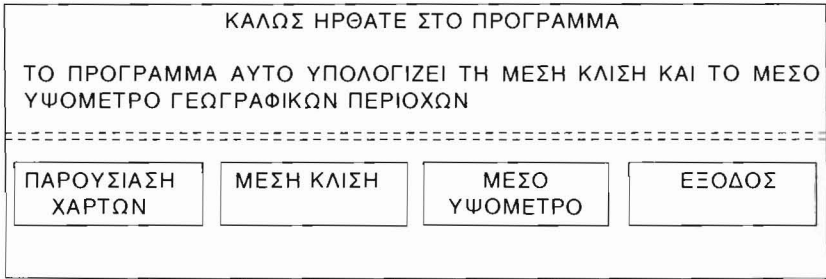 ΚΑΛΩΣ ΗΡΘΑΤΕ ΣΤΟ ΠΡΟΓΡΑΜΜΑ
ΤΟ ΠΡΟΓΡΑΜΜΑ ΑΥΤΟ ΥΠΟΛΟΓΙΖΕΙ ΤΗ ΜΕΣΗ ΚΛΙΣΗ ΚΑΙ ΤΟ ΜΕΣΟ
ΥΨΟΜΕΤΡΟ ΓΕΩΓΡΑΦΙΚΩΝ ΠΕΡΙΟΧΩΝ
ΠΑΡΟΥΣΙΑΣΗ
ΧΑΡΤΩΝ
ΜΕΣΗ ΚΛΙΣΗ
ΜΕΣΟ
ΥΨΟΜΕΤΡΟ
ΕΞΟΔΟΣ